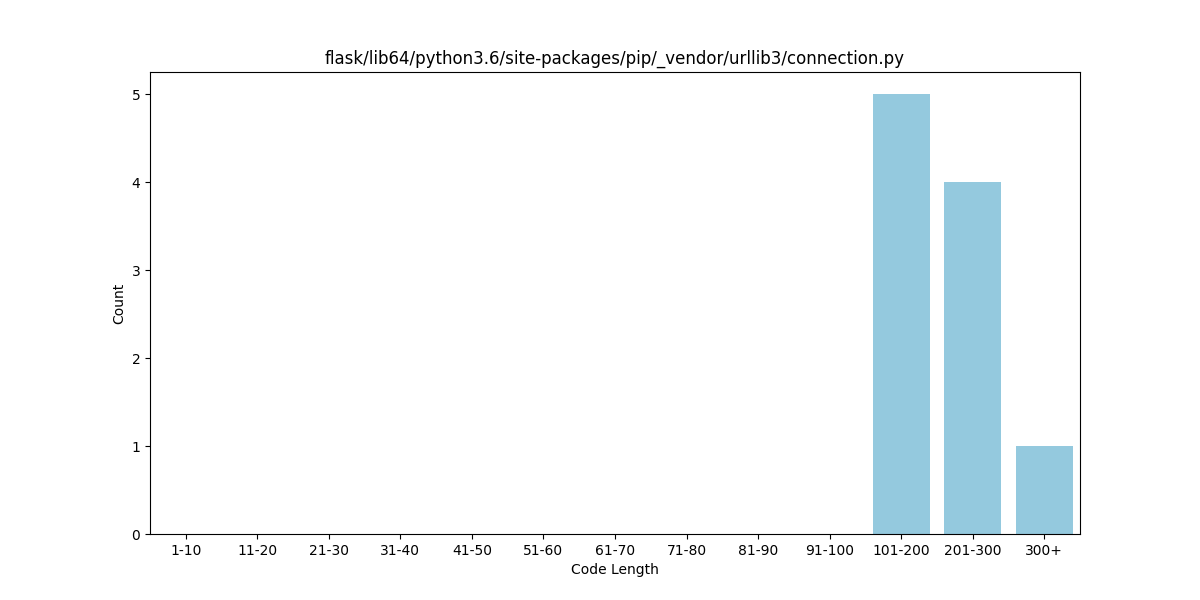 flask/lib64/python3.6/site-packages/pip/_vendor/urllib3/connection.py
5
4
3
2
1
0
Count
1-10 11-20 21-30 31-40 41-50 51-60 61-70 71-80 81-90 91-100 101-200 201-300 300+
Code Length